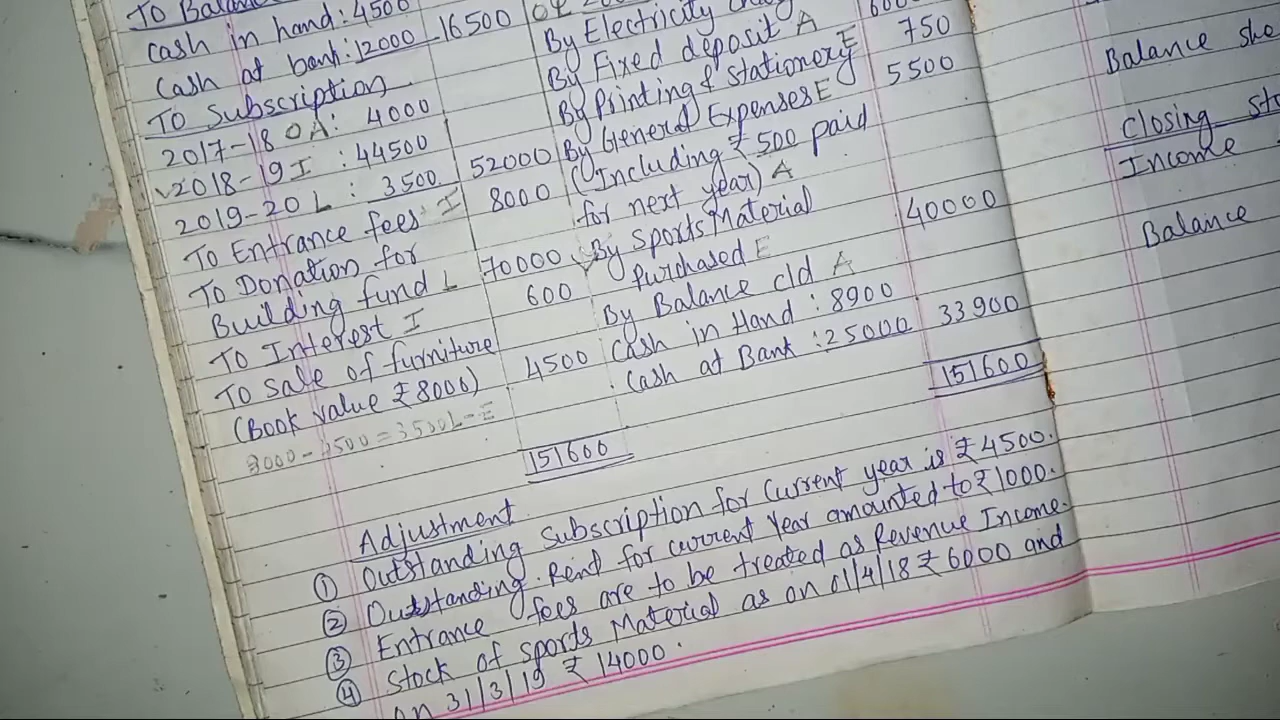 To Balance
Cash in hand: 4500
Cash at bank: 12000 16500
To Subscription
2017-18 OA: 4000
2018-19 I : 44500
2019-20 L : 3500 52000
To Entrance fees I 8000
To Donation for
Building fund L 70000
To Interest I 600
To Sale of furniture
(Book value ₹ 8000) 4500
= 3500 L-E
151600
By Electricity
By Fixed deposit A
By Printing & Stationery E 750
By General Expenses E 5500
(Including ₹ 500 paid
for next year) A
By Sports Material
Purchased E 40000
By Balance c/d A
Cash in Hand : 8900
Cash at Bank : 25000 33900
151600
Adjustment
① Outstanding Subscription for Current year is ₹ 4500.
② Outstanding Rent for current Year amounted to ₹ 1000.
③ Entrance fees are to be treated as Revenue Income.
④ Stock of Sports Material as on 01/4/18 ₹ 6000 and
on 31/3/19 ₹ 14000.
Balance she
Closing sto
Income
Balance